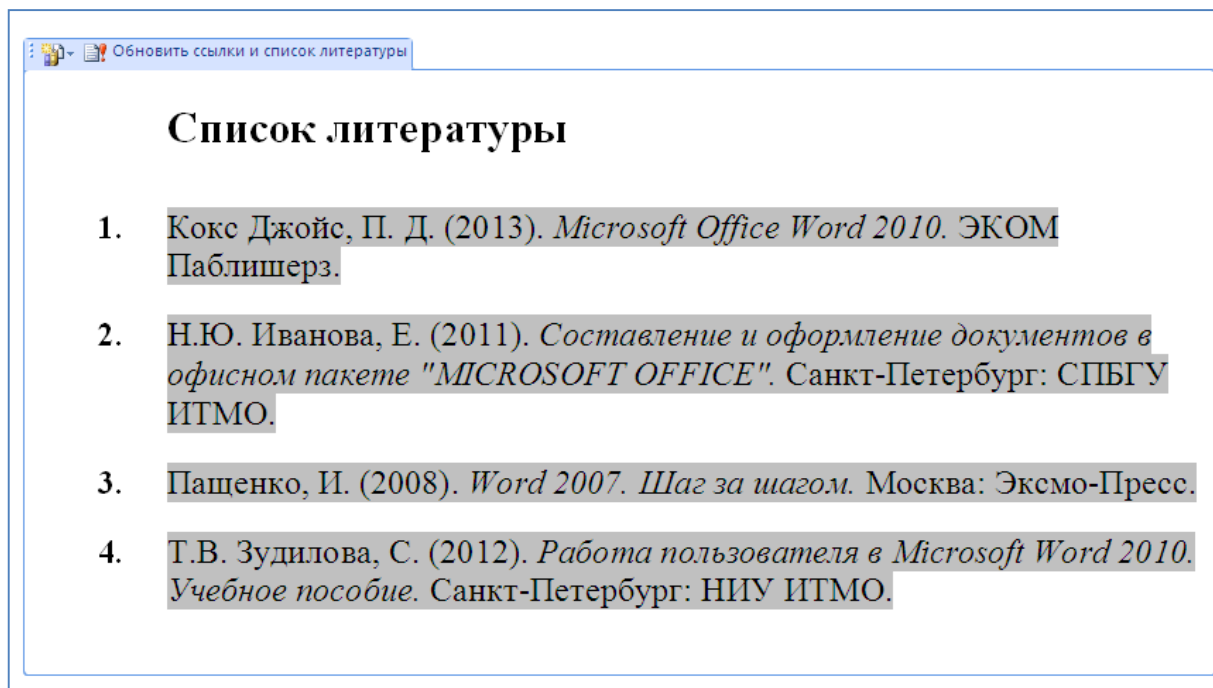 Обновить ссылки и список литературы
Список литературы
1. Кокс Джойс, П. Д. (2013). Microsoft Office Word 2010. ЭКОМ
Паблишерз.
2. Н.Ю. Иванова, Е. (2011). Составление и оформление документов в
офисном пакете "MICROSOFT OFFICE". Санкт-Петербург: СПБГУ
ИТМО.
3. Пащенко, И. (2008). Word 2007. Шаг за шагом. Москва: Эксмо-Пресс.
4. Т.В. Зудилова, С. (2012). Работа пользователя в Microsoft Word 2010.
Учебное пособие. Санкт-Петербург: НИУ ИТМО.